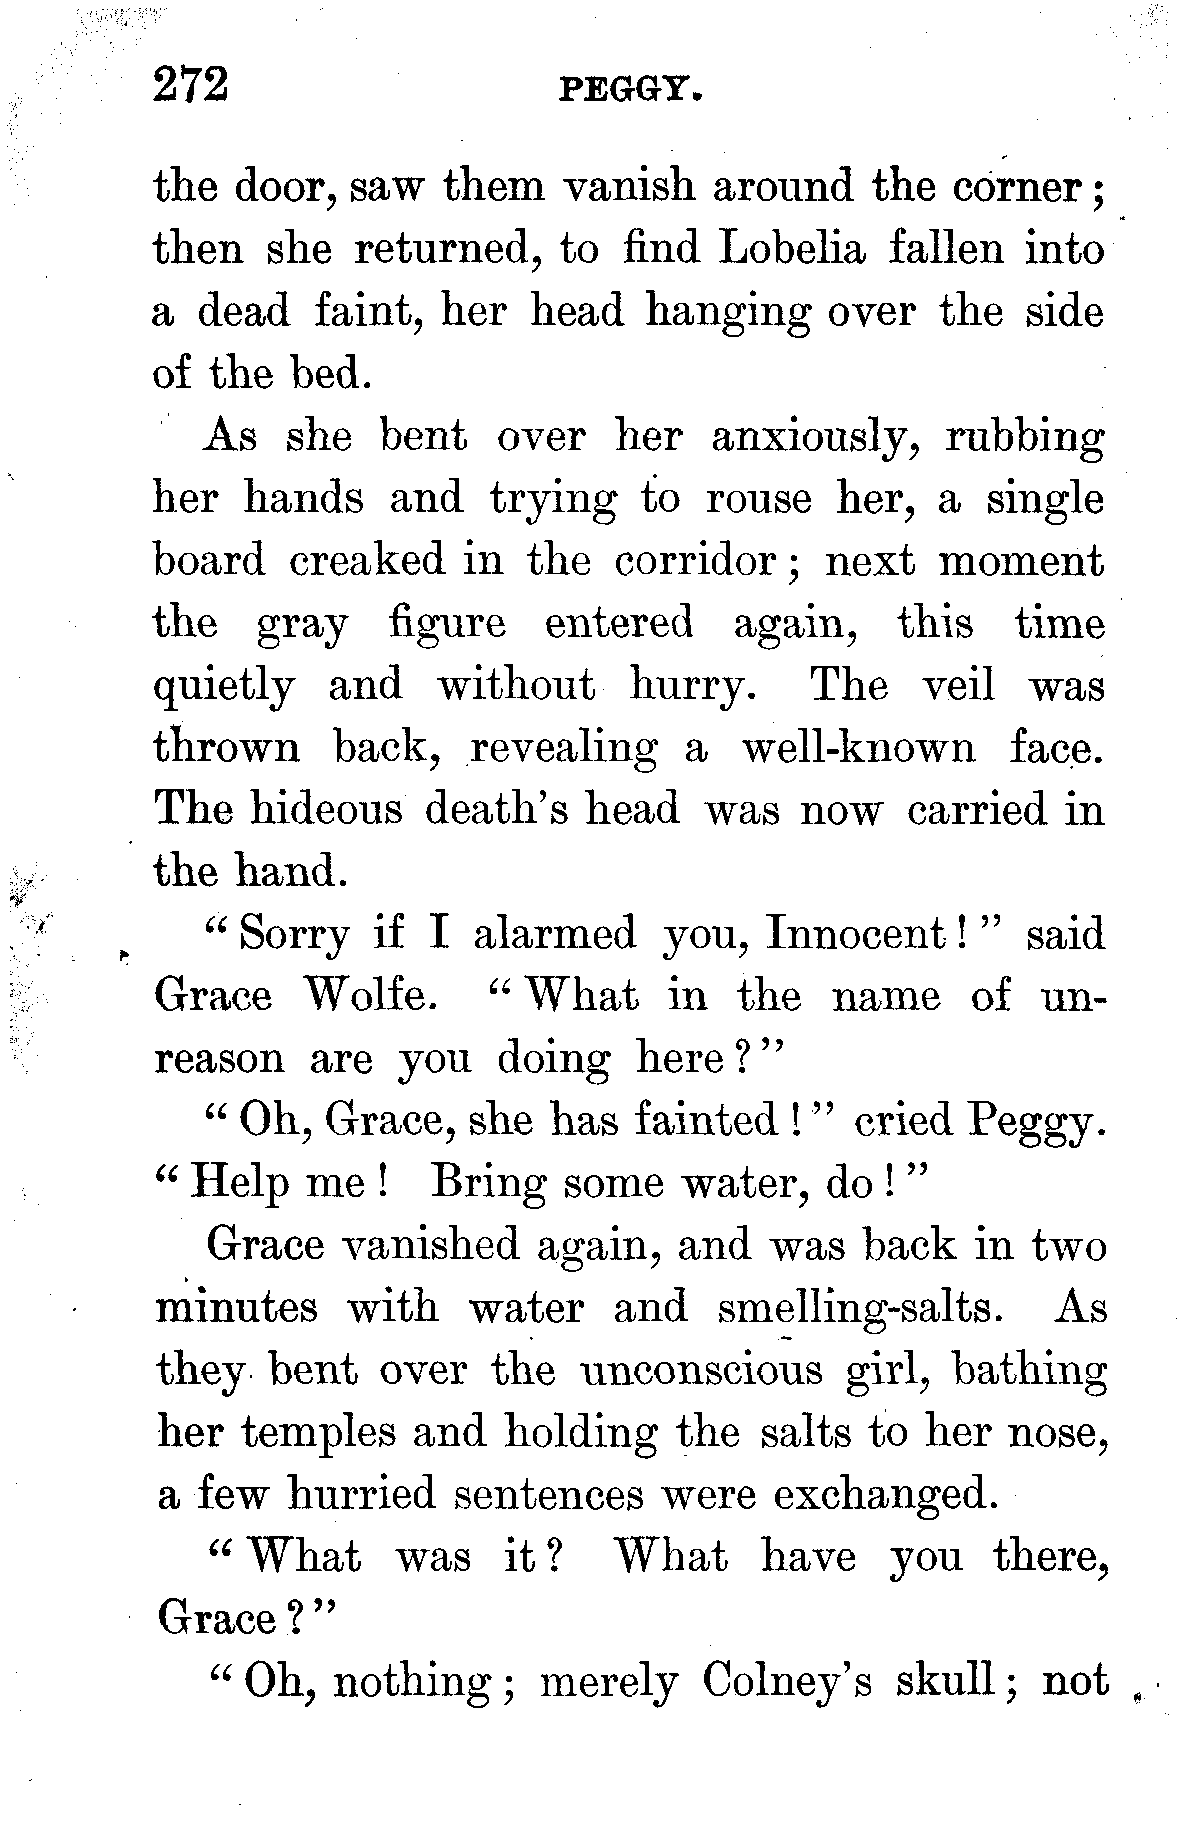 272 PEGGY.
the door, saw them vanish around the corner;
then she returned, to find Lobelia fallen into
a dead faint, her head hanging over the side
of the bed.
As she bent over her anxiously, rubbing
her hands and trying to rouse her, a single
board creaked in the corridor; next moment
the gray figure entered again, this time
quietly and without hurry. The veil was
thrown back, revealing a well-known face.
The hideous death's head was now carried in
the hand.
"Sorry if I alarmed you, Innocent!" said
Grace Wolfe. "What in the name of un-
reason are you doing here?"
"Oh, Grace, she has fainted!" cried Peggy.
"Help me! Bring some water, do!"
Grace vanished again, and was back in two
minutes with water and smelling-salts. As
they bent over the unconscious girl, bathing
her temples and holding the salts to her nose,
a few hurried sentences were exchanged.
"What was it? What have you there,
Grace?"
"Oh, nothing; merely Colney's skull; not